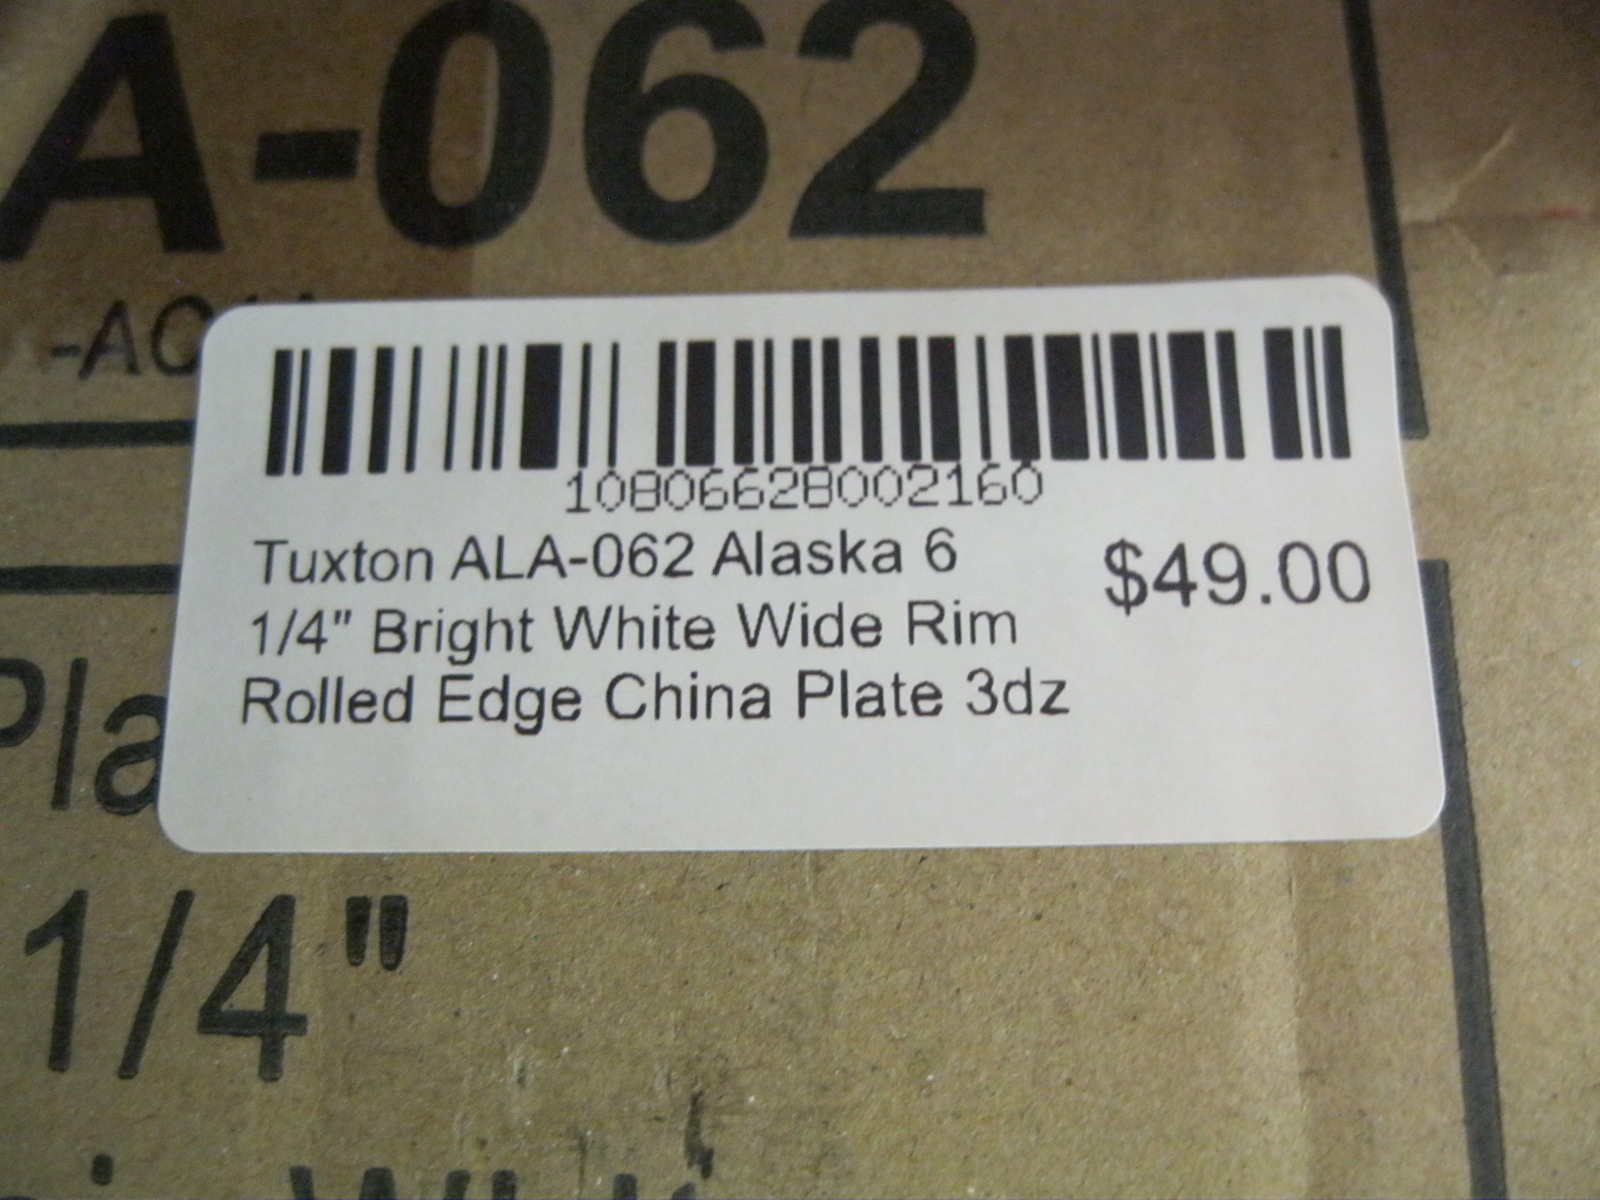 A-062
10806628002160
Tuxton ALA-062 Alaska 6
1/4" Bright White Wide Rim
Rolled Edge China Plate 3dz
$49.00
1/4"